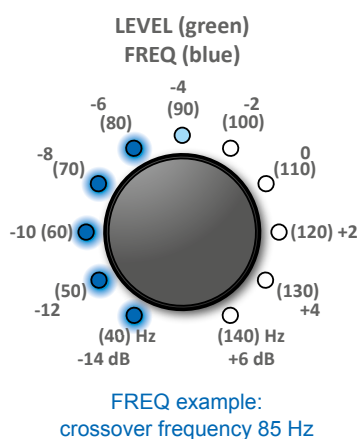 LEVEL (green)
FREQ (blue)
-4
(90)
-6
(80)
-2
(100)
-8
(70)
0
(110)
-10 (60)
(120) +2
(50)
-12
(130)
+4
(40) Hz
-14 dB
(140) Hz
+6 dB
FREQ example:
crossover frequency 85 Hz